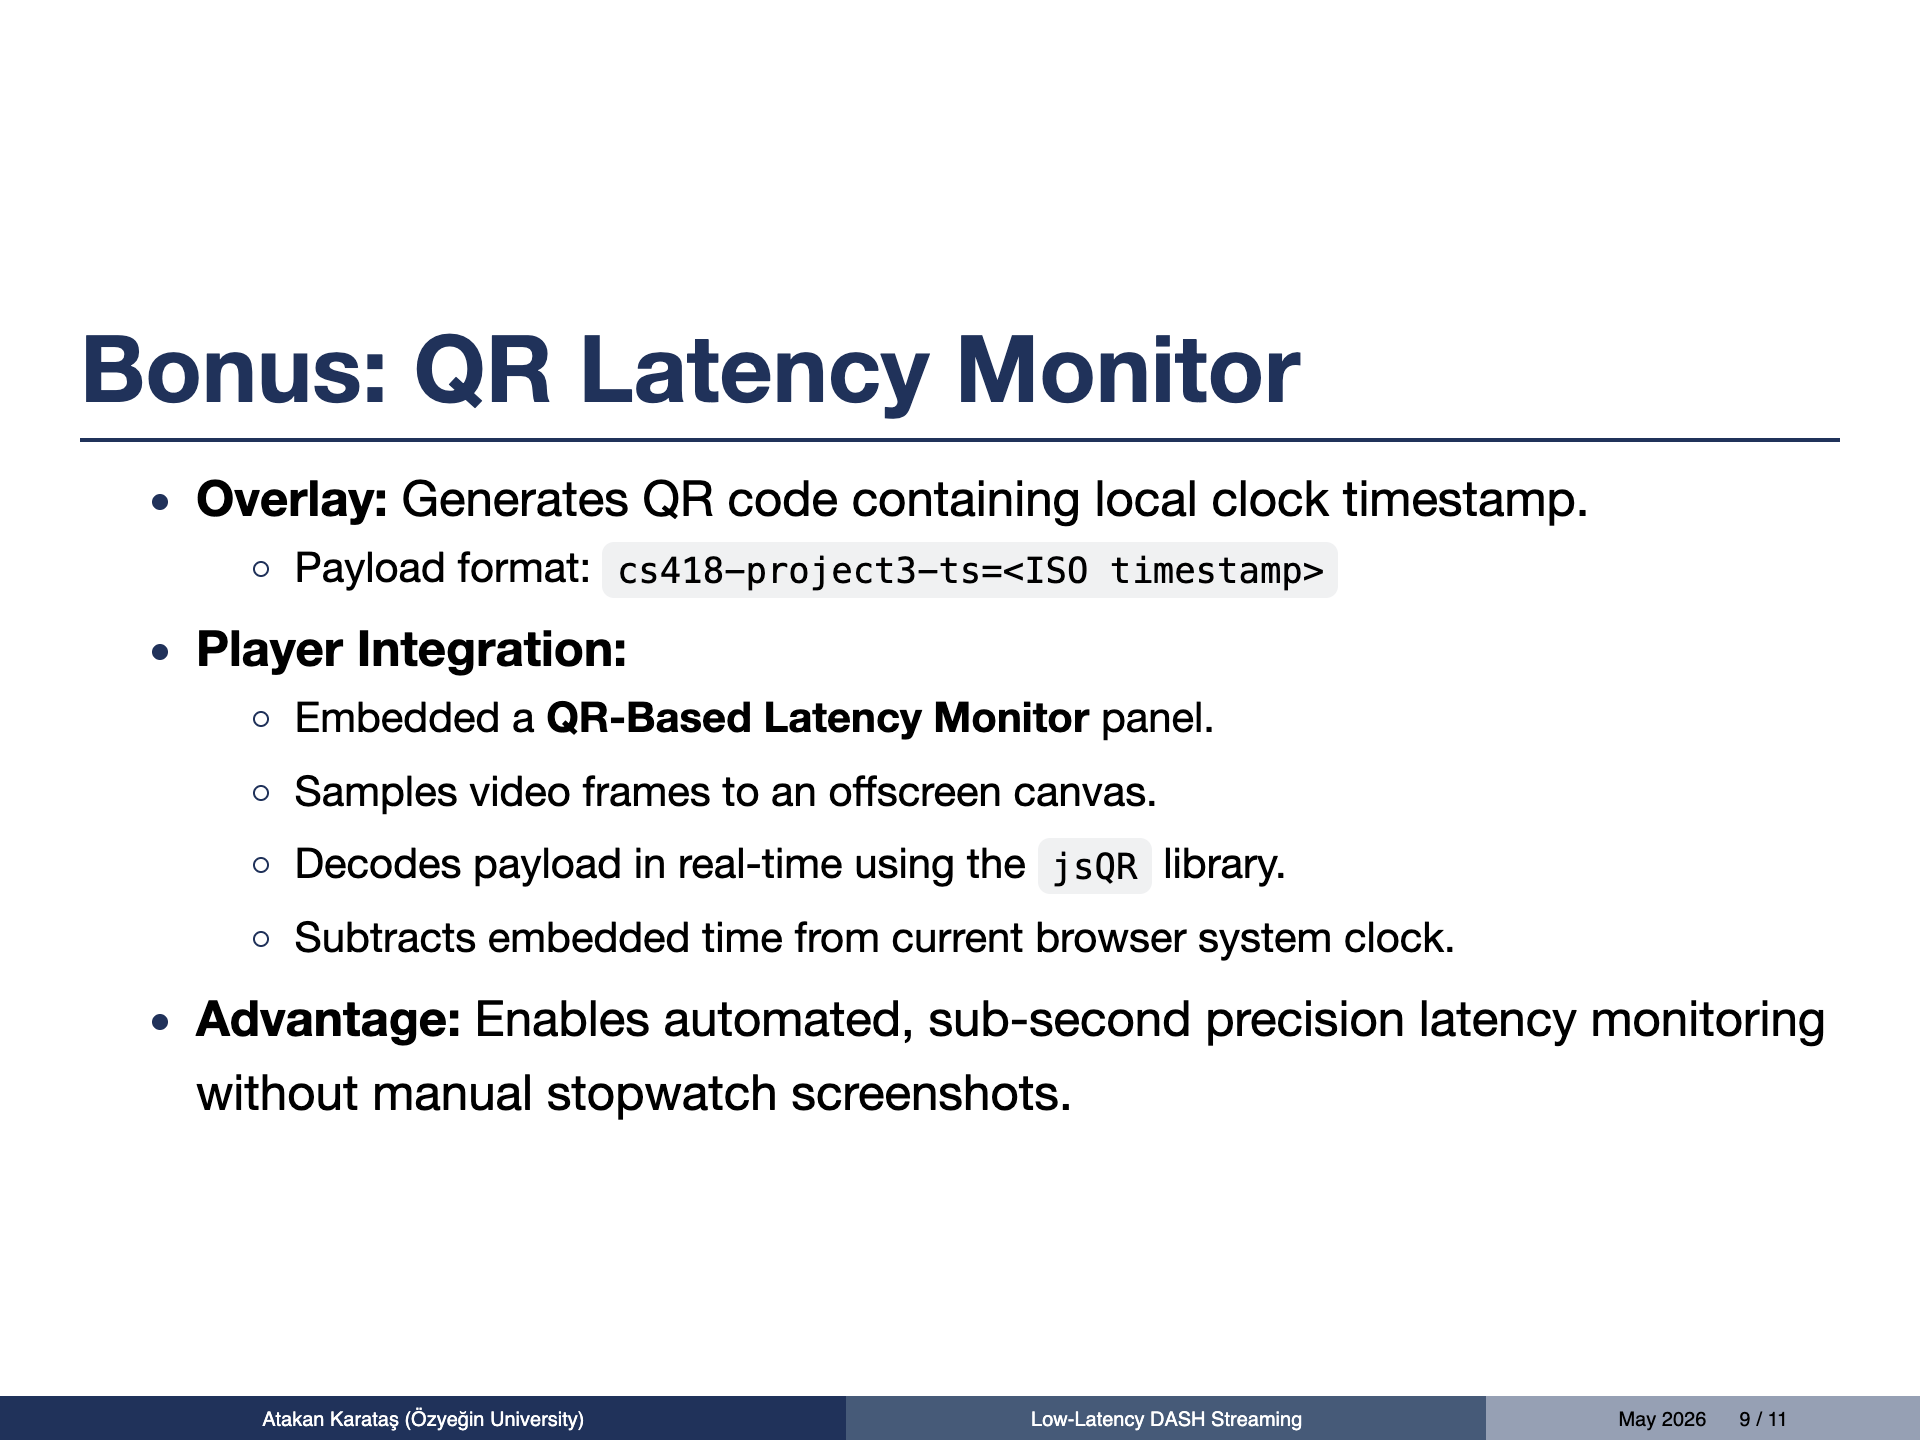 Bonus: QR Latency Monitor
• Overlay: Generates QR code containing local clock timestamp.
○ Payload format: cs418-project3-ts=<ISO timestamp>
• Player Integration:
○ Embedded a QR-Based Latency Monitor panel.
○ Samples video frames to an offscreen canvas.
○ Decodes payload in real-time using the jsQR library.
○ Subtracts embedded time from current browser system clock.
• Advantage: Enables automated, sub-second precision latency monitoring
without manual stopwatch screenshots.
Atakan Karataş (Özyeğin University) Low-Latency DASH Streaming May 2026 9 / 11